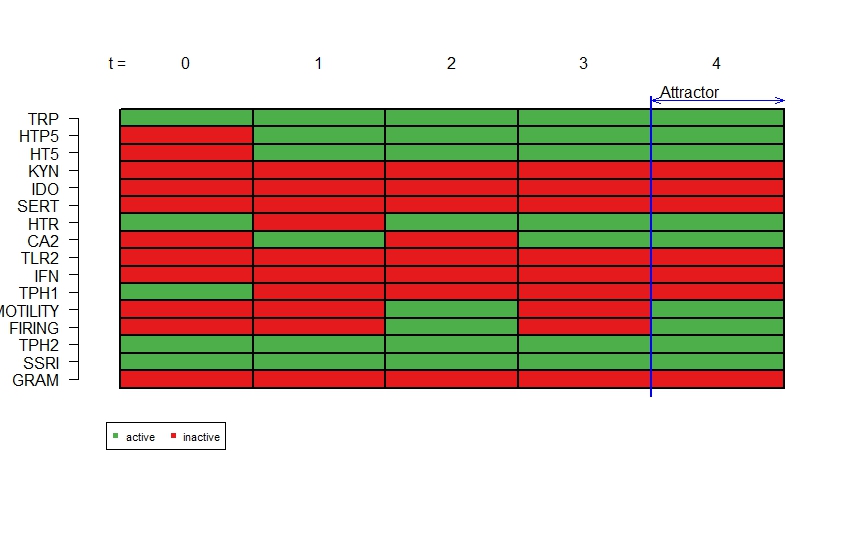 t = 0 1 2 3 4
Attractor
TRP
HTP5
HT5
KYN
IDO
SERT
HTR
CA2
TLR2
IFN
TPH1
MOTILITY
FIRING
TPH2
SSRI
GRAM
active inactive